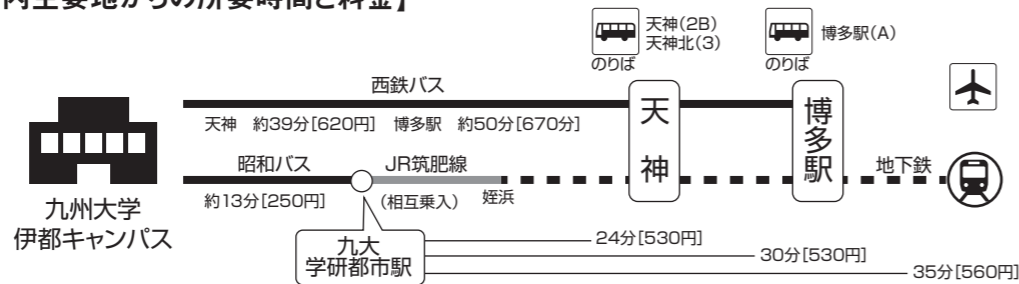 内主要地からの所要時間と料金】
天神(2B)
天神北(3)
のりば
博多駅(A)
のりば
西鉄バス
天神 約39分[620円] 博多駅 約50分[670分]
天神
博多駅
昭和バス
JR筑肥線
地下鉄
約13分[250円]
(相互乗入)
姪浜
九州大学
伊都キャンパス
九大
学研都市駅
24分[530円]
30分[530円]
35分[560円]